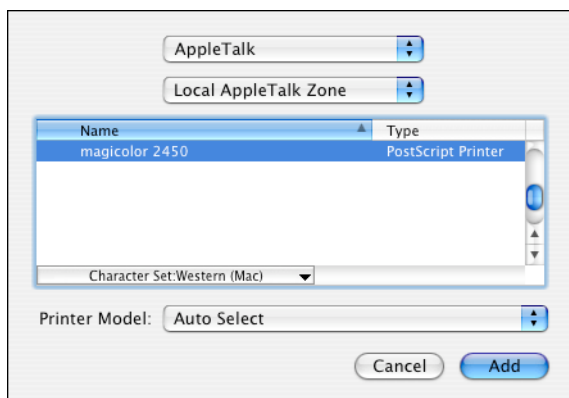 AppleTalk
Local AppleTalk Zone
Name Type
magicolor 2450 PostScript Printer
Character Set:Western (Mac)
Printer Model: Auto Select
Cancel Add